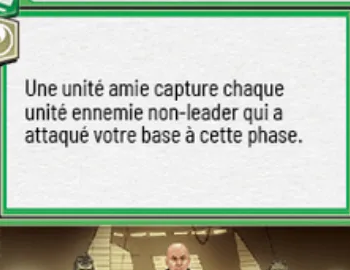 Une unité amie capture chaque
unité ennemie non-leader qui a
attaqué votre base à cette phase.